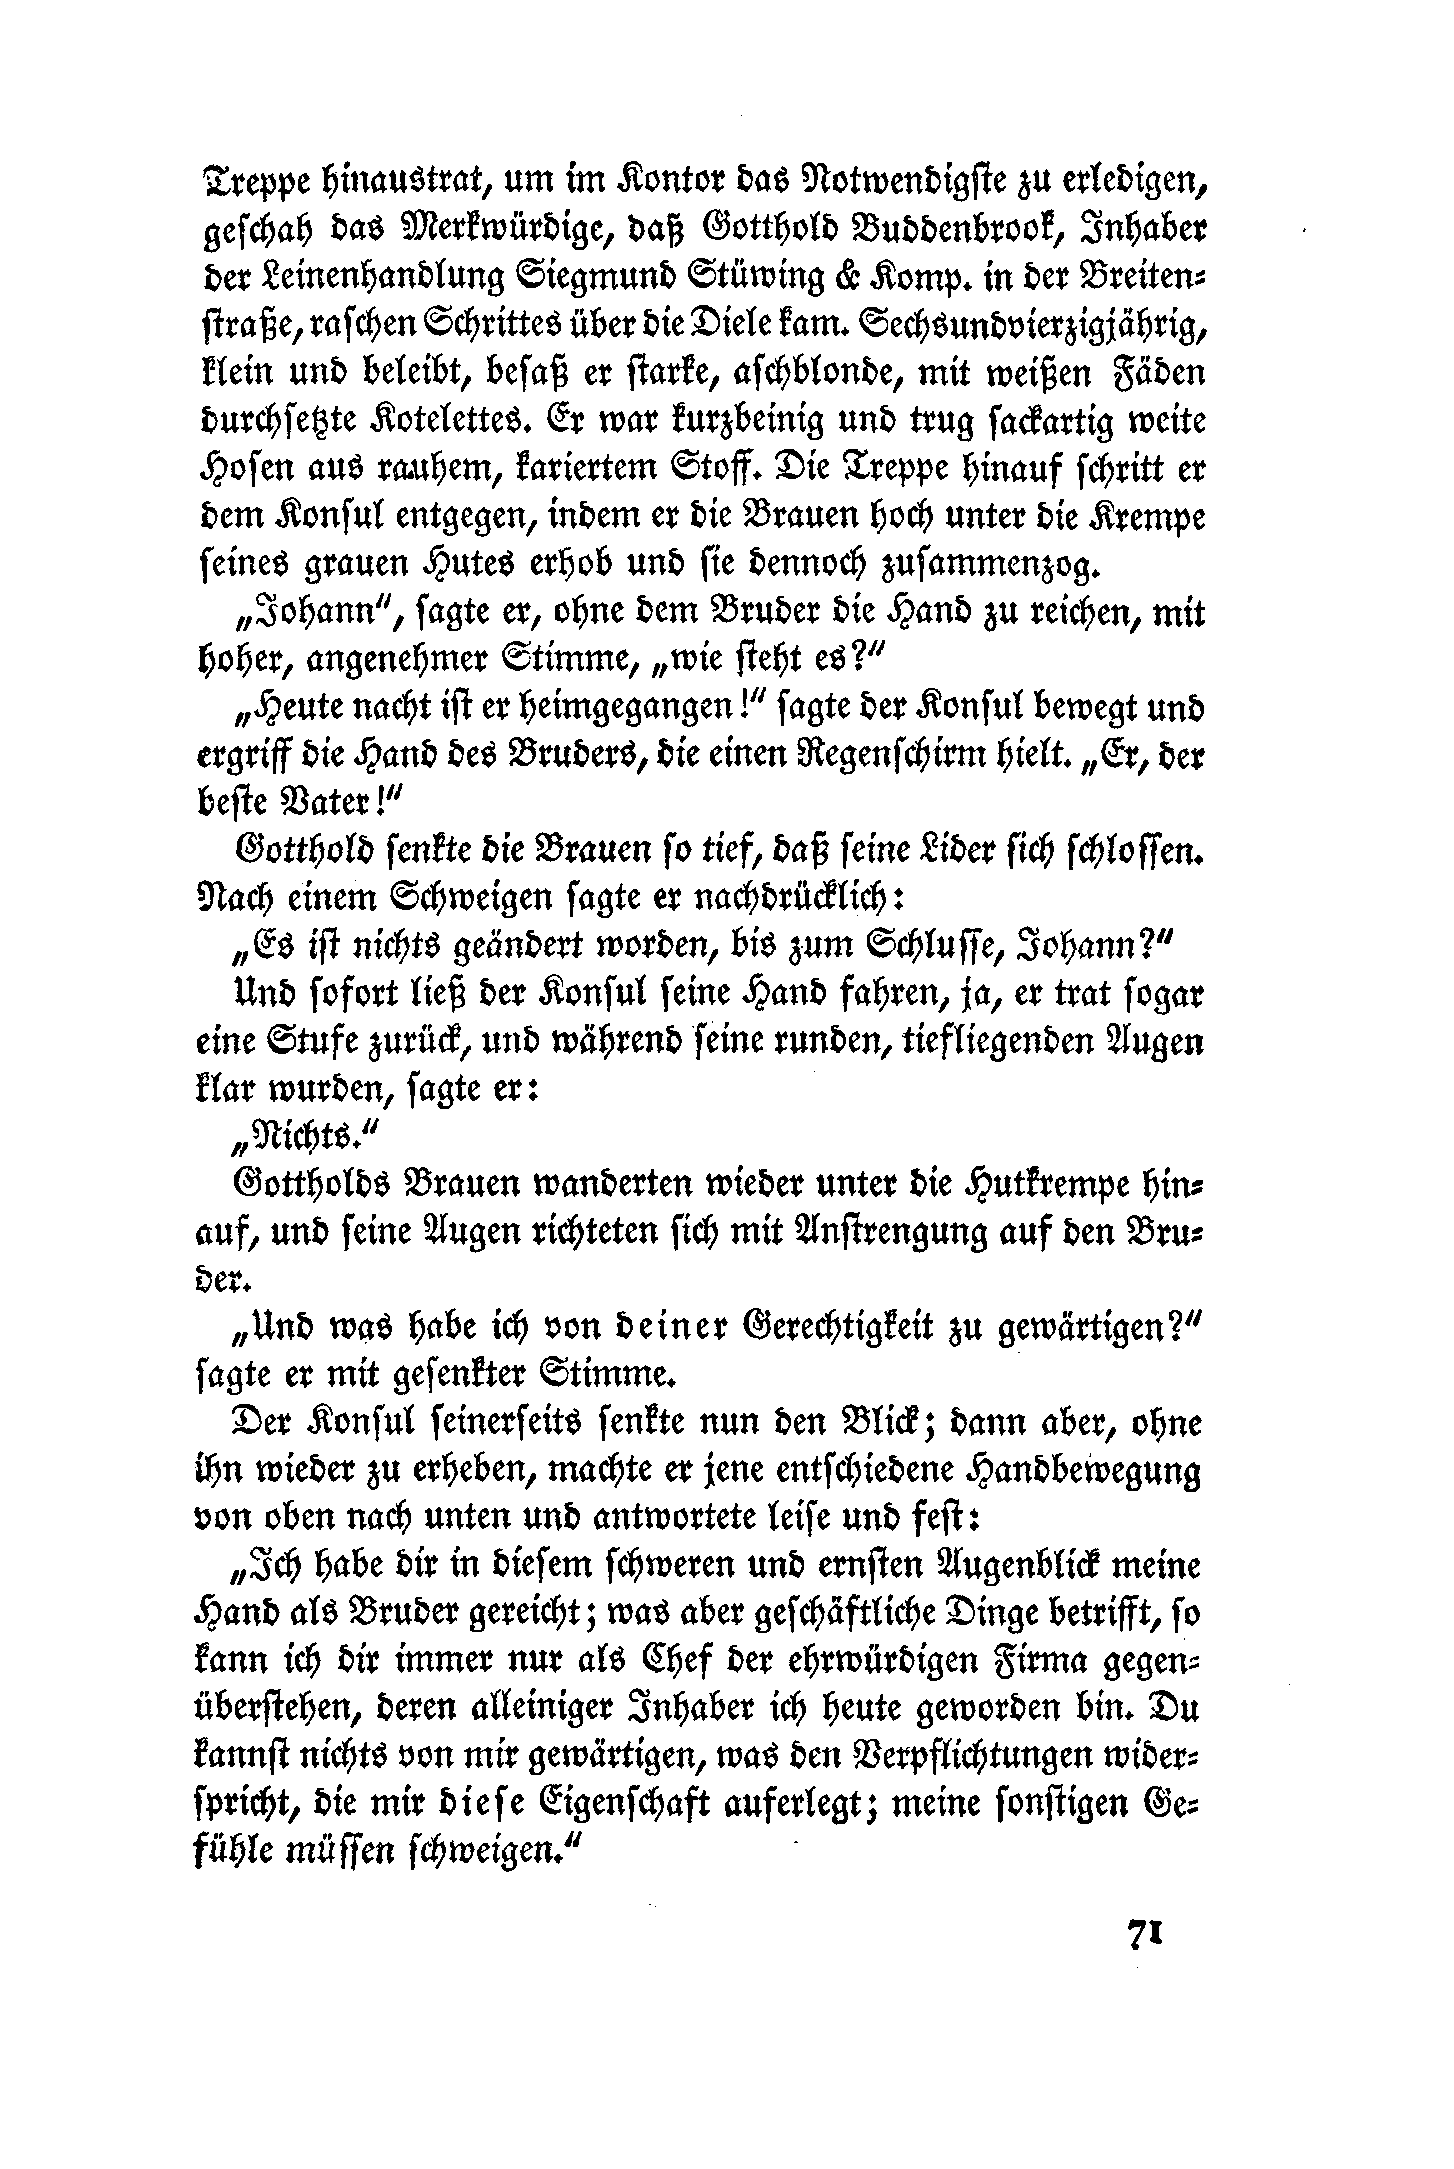 Treppe hinaustrat, um im Kontor das Notwendigste zu erledigen,
geschah das Merkwürdige, daß Gotthold Buddenbrook, Inhaber
der Leinenhandlung Siegmund Stüwing & Komp. in der Breiten-
straße, raschen Schrittes über die Diele kam. Sechsundvierzigjährig,
klein und beleibt, besaß er starke, aschblonde, mit weißen Fäden
durchsetzte Kotelettes. Er war kurzbeinig und trug sackartig weite
Hosen aus rauhem, kariertem Stoff. Die Treppe hinauf schritt er
dem Konsul entgegen, indem er die Brauen hoch unter die Krempe
seines grauen Hutes erhob und sie dennoch zusammenzog.
„Johann“, sagte er, ohne dem Bruder die Hand zu reichen, mit
hoher, angenehmer Stimme, „wie steht es?“
„Heute nacht ist er heimgegangen!“ sagte der Konsul bewegt und
ergriff die Hand des Bruders, die einen Regenschirm hielt. „Er, der
beste Vater!“
Gotthold senkte die Brauen so tief, daß seine Lider sich schlossen.
Nach einem Schweigen sagte er nachdrücklich:
„Es ist nichts geändert worden, bis zum Schlusse, Johann?“
Und sofort ließ der Konsul seine Hand fahren, ja, er trat sogar
eine Stufe zurück, und während seine runden, tiefliegenden Augen
klar wurden, sagte er:
„Nichts.“
Gottholds Brauen wanderten wieder unter die Hutkrempe hin-
auf, und seine Augen richteten sich mit Anstrengung auf den Bru-
der.
„Und was habe ich von deiner Gerechtigkeit zu gewärtigen?“
sagte er mit gesenkter Stimme.
Der Konsul seinerseits senkte nun den Blick; dann aber, ohne
ihn wieder zu erheben, machte er jene entschiedene Handbewegung
von oben nach unten und antwortete leise und fest:
„Ich habe dir in diesem schweren und ernsten Augenblick meine
Hand als Bruder gereicht; was aber geschäftliche Dinge betrifft, so
kann ich dir immer nur als Chef der ehrwürdigen Firma gegen-
überstehen, deren alleiniger Inhaber ich heute geworden bin. Du
kannst nichts von mir gewärtigen, was den Verpflichtungen wider-
spricht, die mir diese Eigenschaft auferlegt; meine sonstigen Ge-
fühle müssen schweigen.“
71